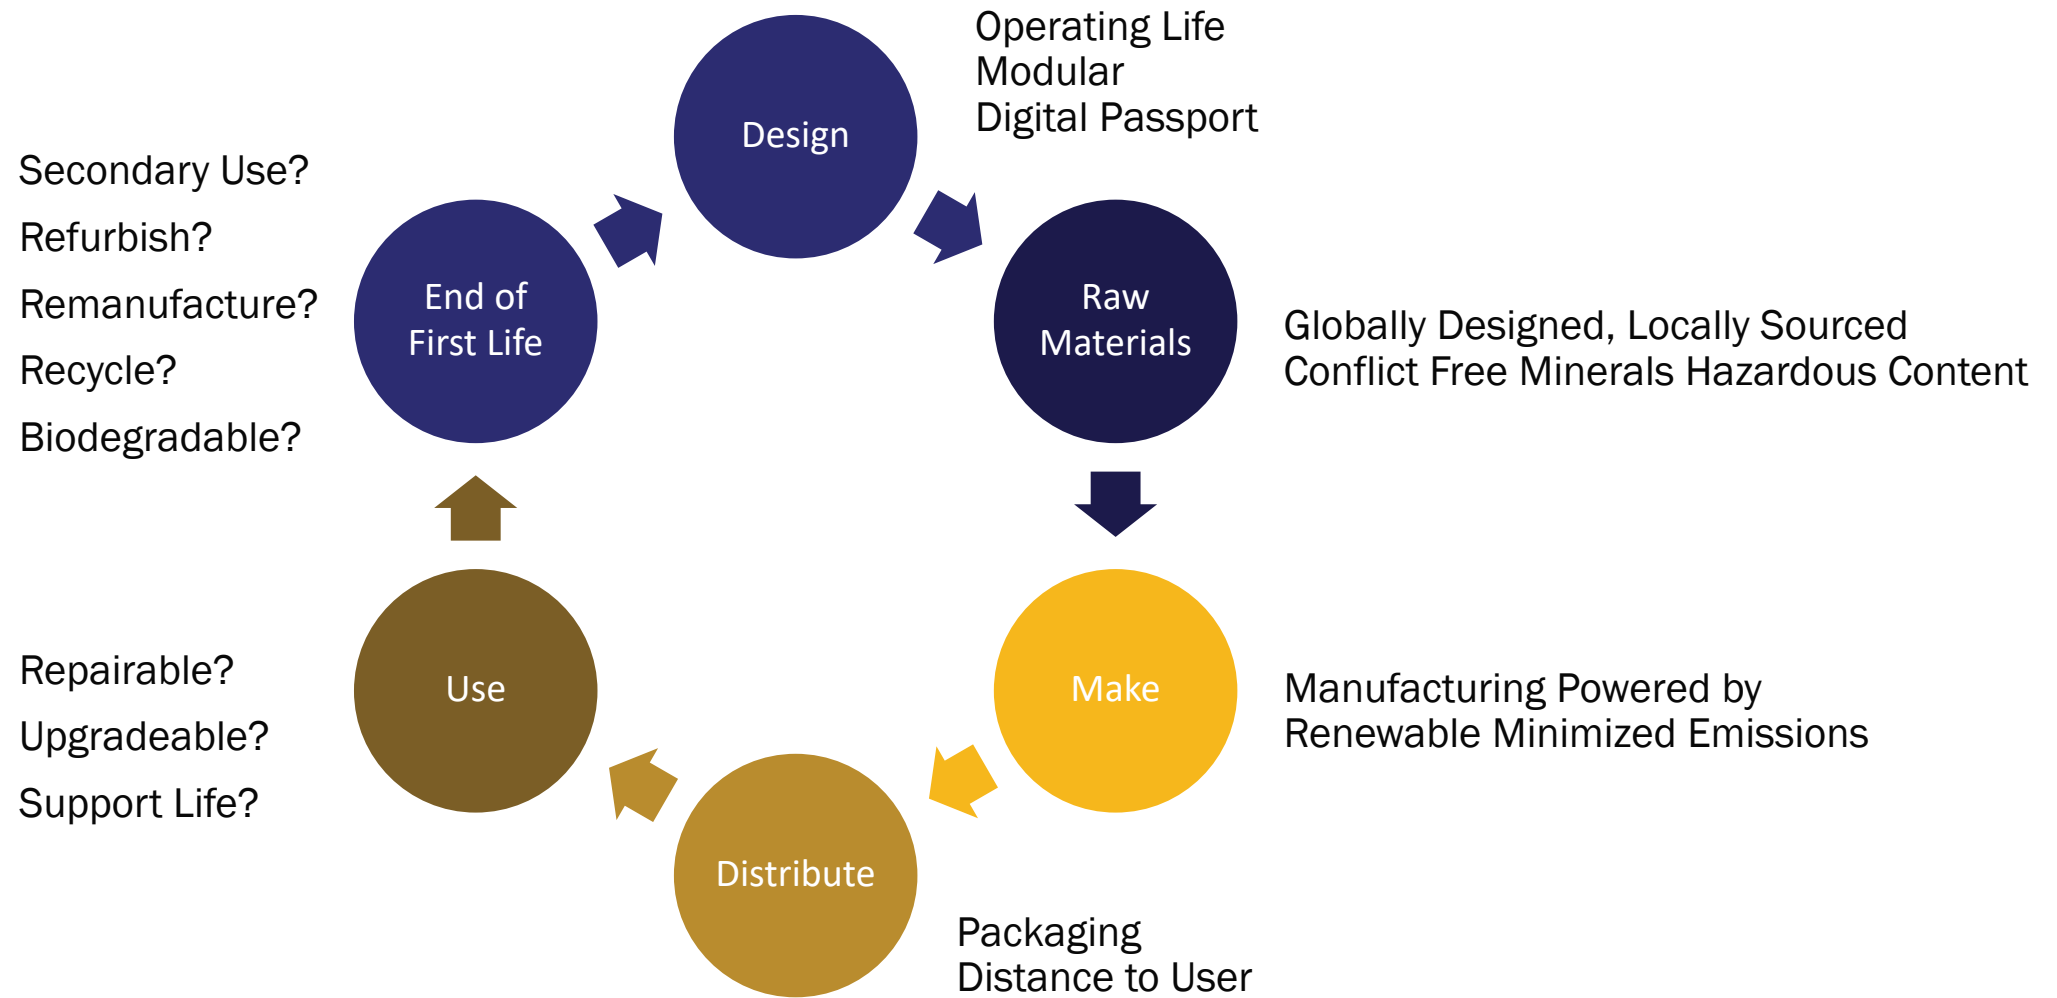 Design
Operating Life
Modular
Digital Passport
Raw
Materials
Globally Designed, Locally Sourced
Conflict Free Minerals Hazardous Content
Make
Manufacturing Powered by
Renewable Minimized Emissions
Distribute
Packaging
Distance to User
Use
Repairable?
Upgradeable?
Support Life?
End of
First Life
Secondary Use?
Refurbish?
Remanufacture?
Recycle?
Biodegradable?